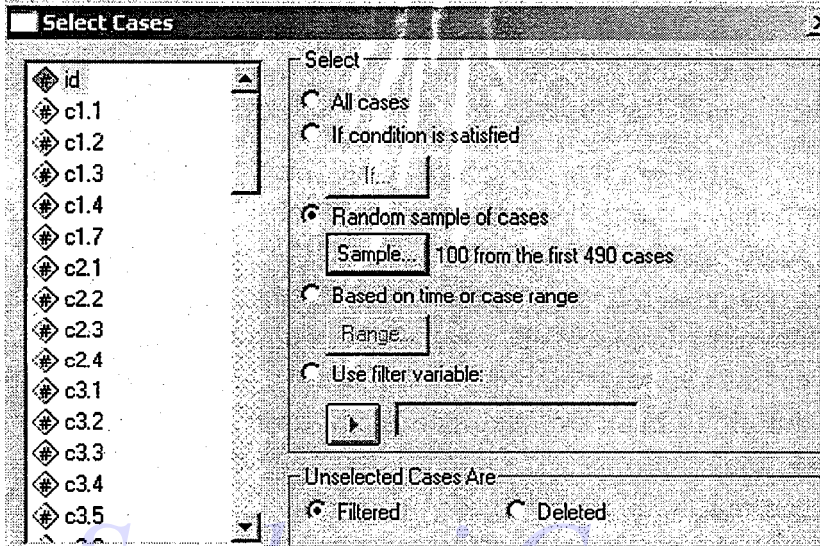 Select Cases
id
c1.1
c1.2
c1.3
c1.4
c1.7
c2.1
c2.2
c2.3
c2.4
c3.1
c3.2
c3.3
c3.4
c3.5
Select
All cases
If condition is satisfied
If...
Random sample of cases
Sample... 100 from the first 490 cases
Based on time or case range
Range...
Use filter variable:
Unselected Cases Are
Filtered Deleted